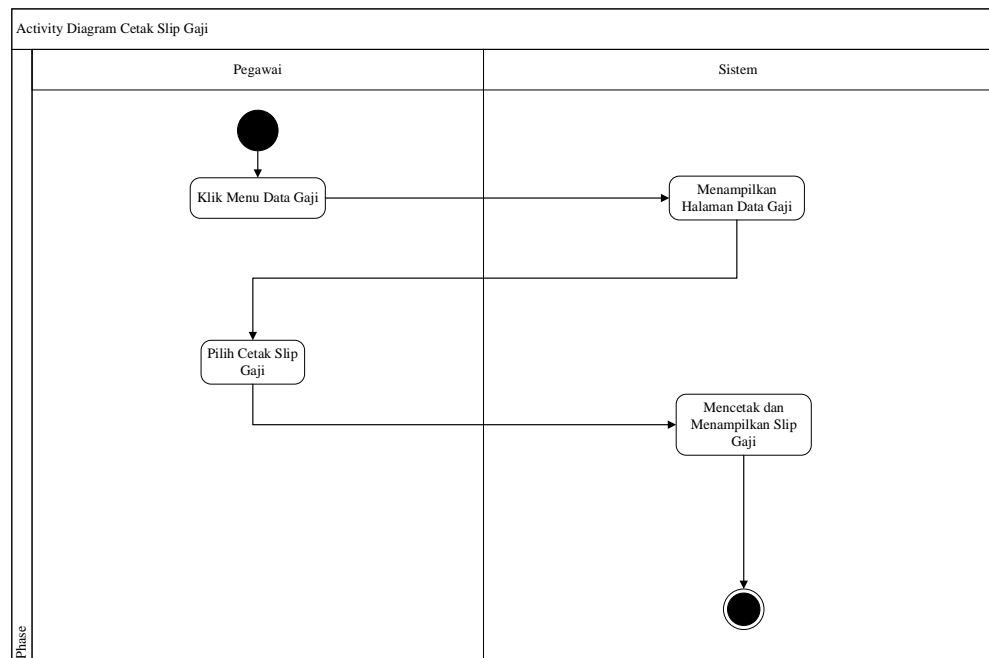 Activity Diagram Cetak Slip Gaji
Pegawai
Sistem
Klik Menu Data Gaji
Menampilkan
Halaman Data Gaji
Pilih Cetak Slip
Gaji
Mencetak dan
Menampilkan Slip
Gaji
Phase